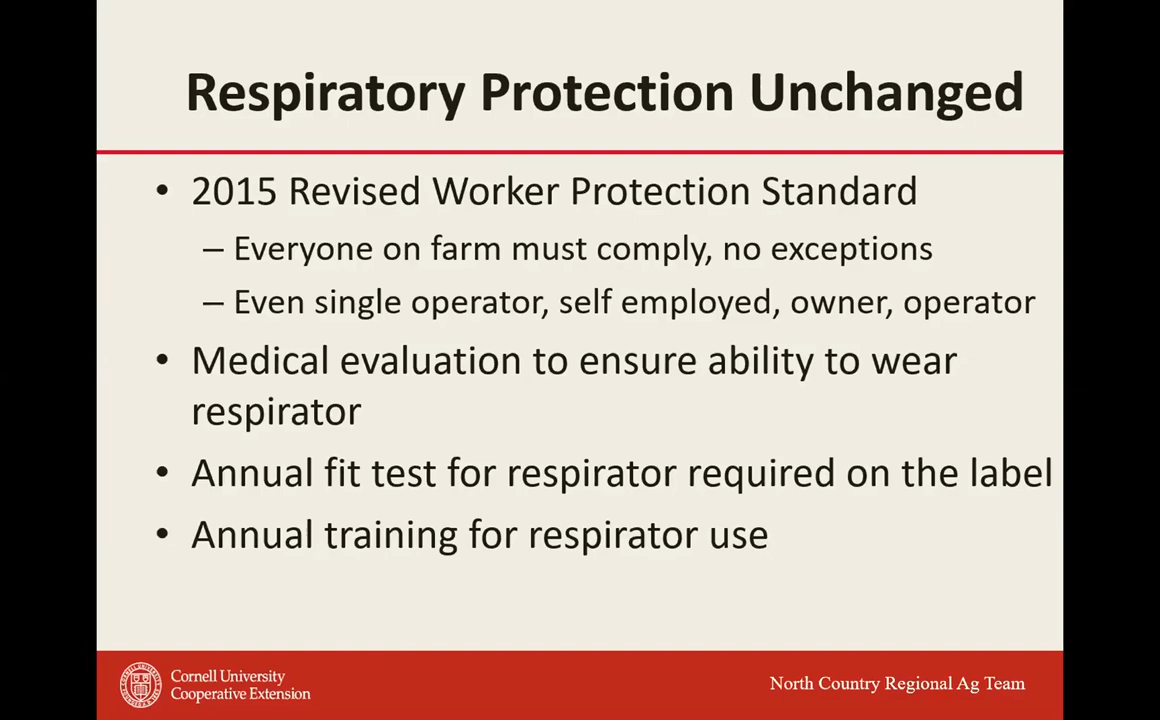 Respiratory Protection Unchanged
• 2015 Revised Worker Protection Standard
– Everyone on farm must comply, no exceptions
– Even single operator, self employed, owner, operator
• Medical evaluation to ensure ability to wear
respirator
• Annual fit test for respirator required on the label
• Annual training for respirator use
Cornell University
Cooperative Extension
North Country Regional Ag Team